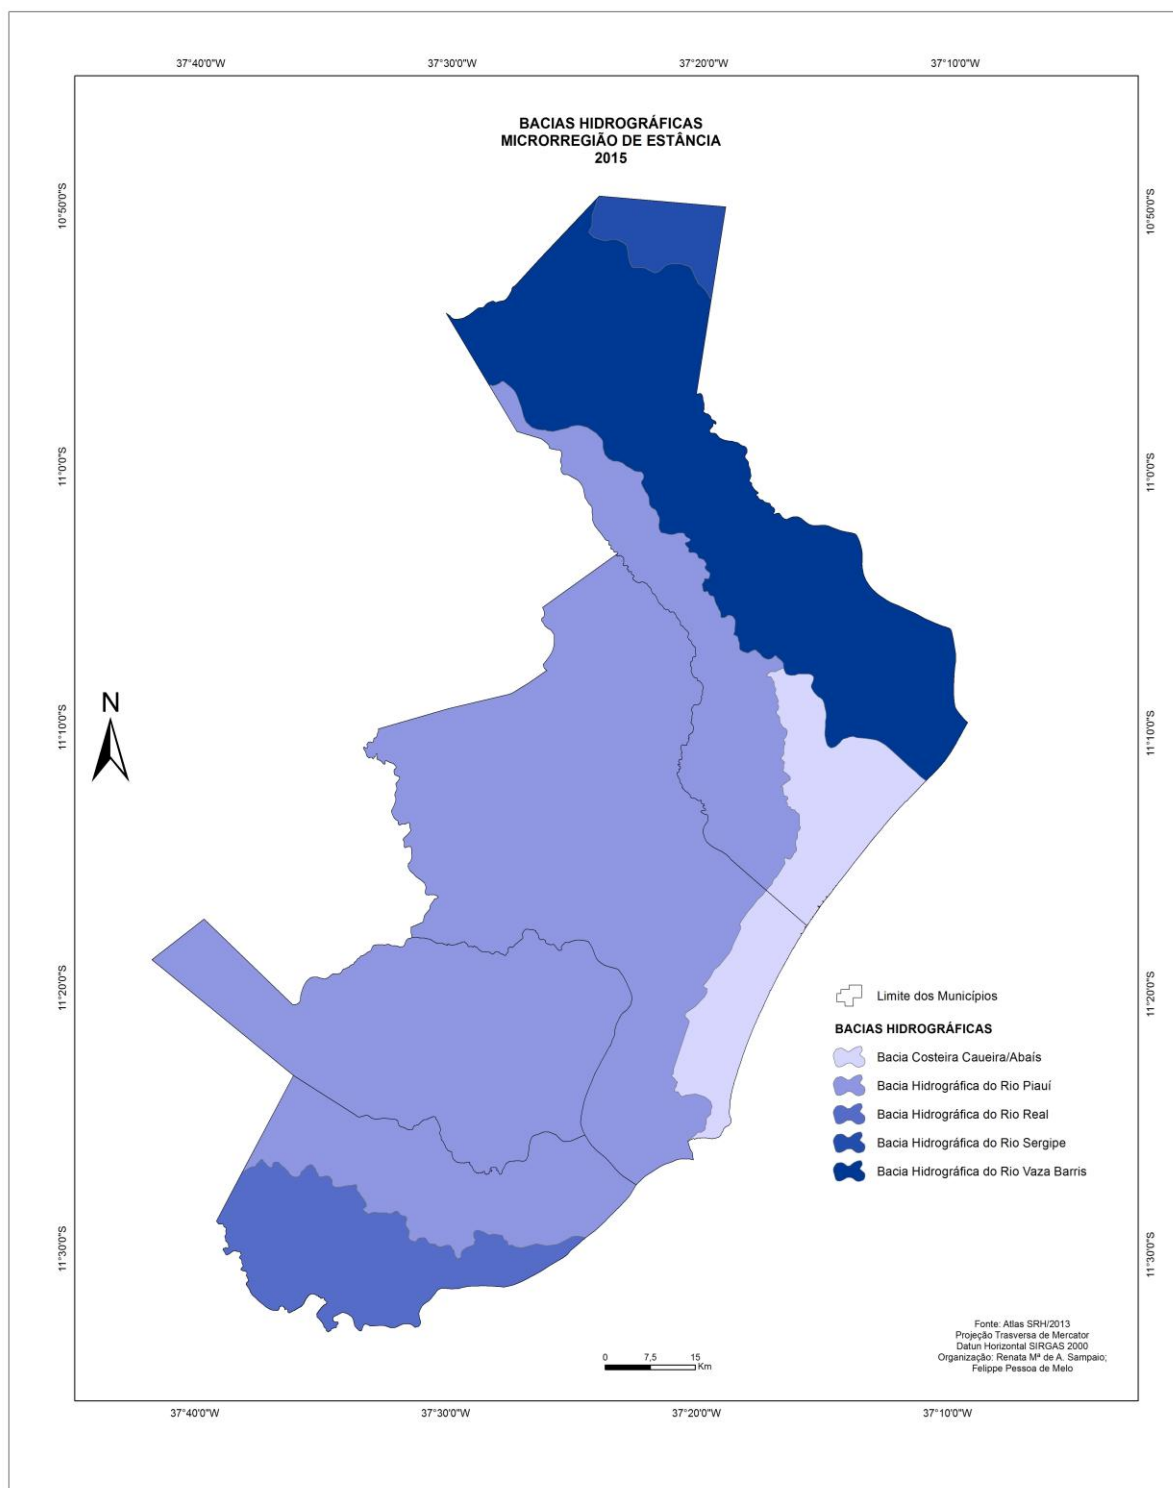 37°40'0"W
37°30'0"W
37°20'0"W
37°10'0"W
BACIAS HIDROGRÁFICAS
MICRORREGIÃO DE ESTÂNCIA
2015
10°50'0"S
10°50'0"S
11°0'0"S
11°0'0"S
N
11°10'0"S
11°10'0"S
11°20'0"S
11°20'0"S
Limite dos Municípios
BACIAS HIDROGRÁFICAS
Bacia Costeira Caueira/Abaís
Bacia Hidrográfica do Rio Piauí
Bacia Hidrográfica do Rio Real
Bacia Hidrográfica do Rio Sergipe
Bacia Hidrográfica do Rio Vaza Barris
11°30'0"S
11°30'0"S
Fonte: Atlas SRH/2013
Projeção Trasversa de Mercator
Datun Horizontal SIRGAS 2000
Organização: Renata Mª de A. Sampaio;
Felippe Pessoa de Melo
0 7,5 15
Km
37°40'0"W
37°30'0"W
37°20'0"W
37°10'0"W